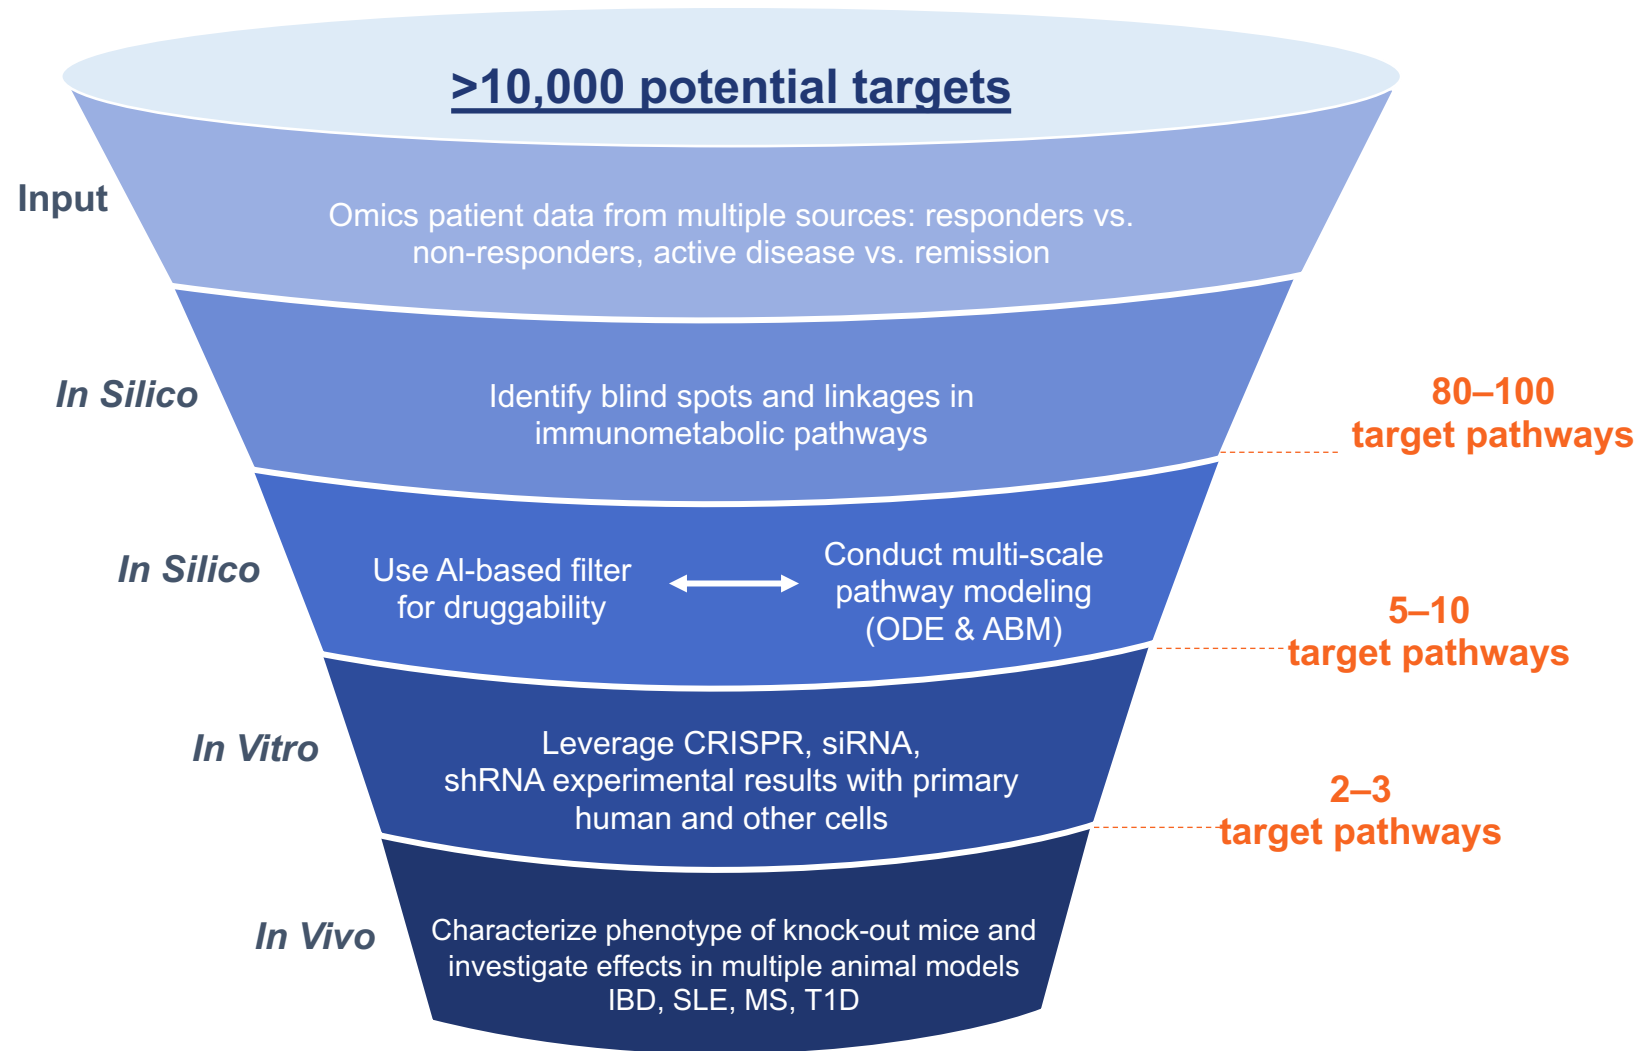 >10,000 potential targets
Input
Omics patient data from multiple sources: responders vs.
non-responders, active disease vs. remission
In Silico
Identify blind spots and linkages in
immunometabolic pathways
80–100
target pathways
In Silico
Use AI-based filter
for druggability
Conduct multi-scale
pathway modeling
(ODE & ABM)
5–10
target pathways
In Vitro
Leverage CRISPR, siRNA,
shRNA experimental results with primary
human and other cells
2–3
target pathways
In Vivo
Characterize phenotype of knock-out mice and
investigate effects in multiple animal models
IBD, SLE, MS, T1D